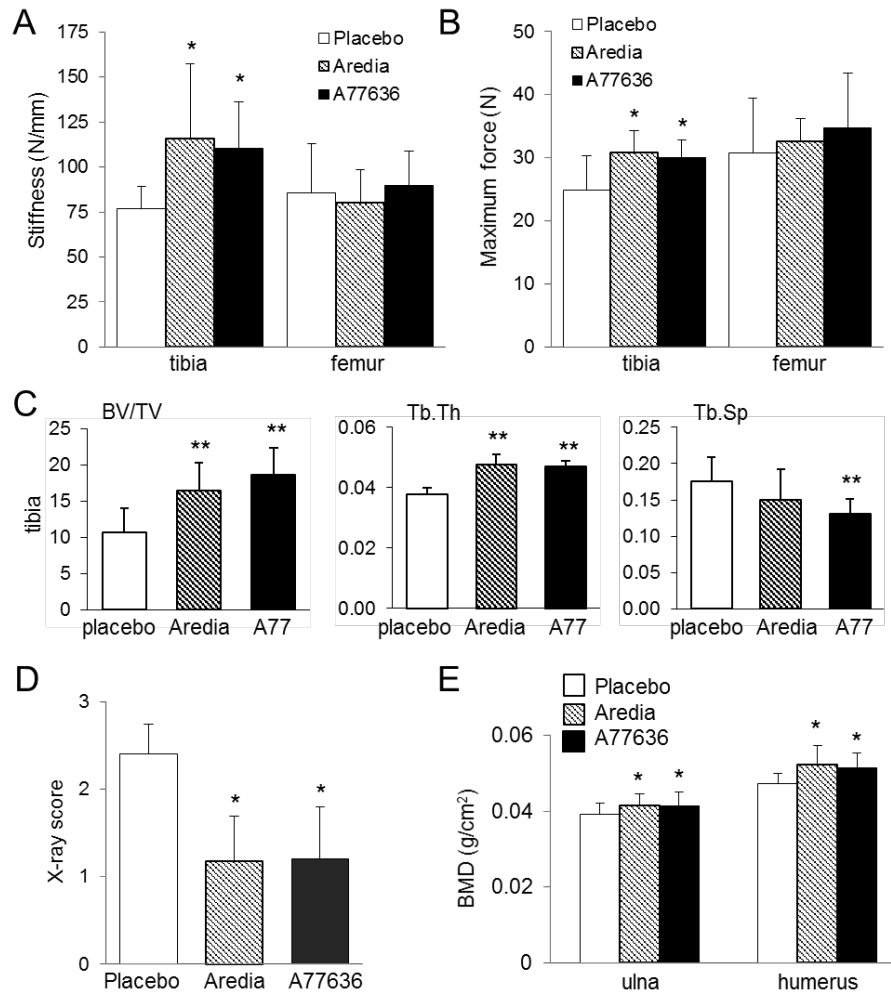 A
Stiffness (N/mm)
175
150
125
100
75
50
25
0
Placebo
Aredia
A77636
*
*
tibia
femur
B
Maximum force (N)
50
40
30
20
10
0
Placebo
Aredia
A77636
*
*
tibia
femur
C
tibia
BV/TV
25
20
15
10
5
0
**
**
placebo
Aredia
A77
Tb.Th
0.06
0.04
0.02
0.00
**
**
placebo
Aredia
A77
Tb.Sp
0.25
0.20
0.15
0.10
0.05
0.00
**
placebo
Aredia
A77
D
X-ray score
3
2
1
0
*
*
Placebo
Aredia
A77636
E
Placebo
Aredia
A77636
BMD (g/cm²)
0.06
0.04
0.02
0.00
*
*
*
*
ulna
humerus